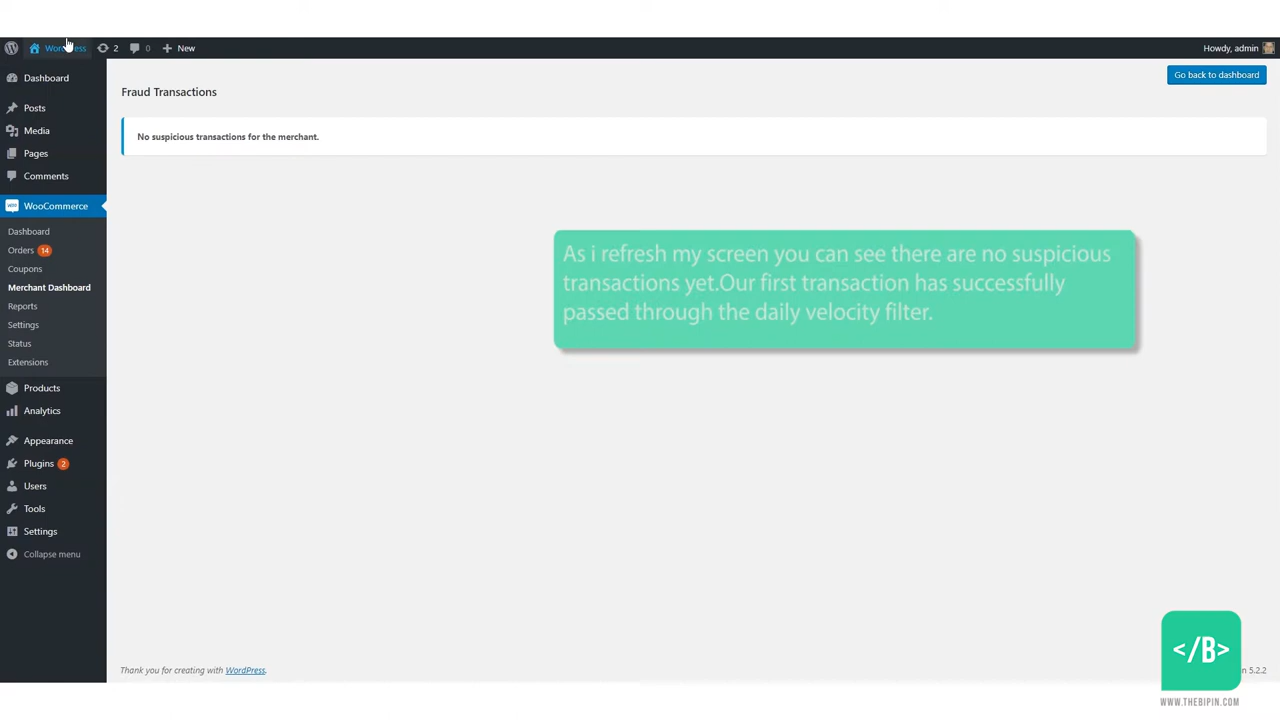 WordPress 2 0 New Howdy, admin
Dashboard
Go back to dashboard
Fraud Transactions
Posts
Media
No suspicious transactions for the merchant.
Pages
Comments
WooCommerce
Dashboard
Orders 14
Coupons
Merchant Dashboard
Reports
Settings
Status
Extensions
Products
Analytics
Appearance
Plugins 2
Users
Tools
Settings
Collapse menu
As i refresh my screen you can see there are no suspicious
transactions yet.Our first transaction has successfully
passed through the daily velocity filter.
Thank you for creating with WordPress.
n 5.2.2
</B>
WWW.THEBIPIN.COM